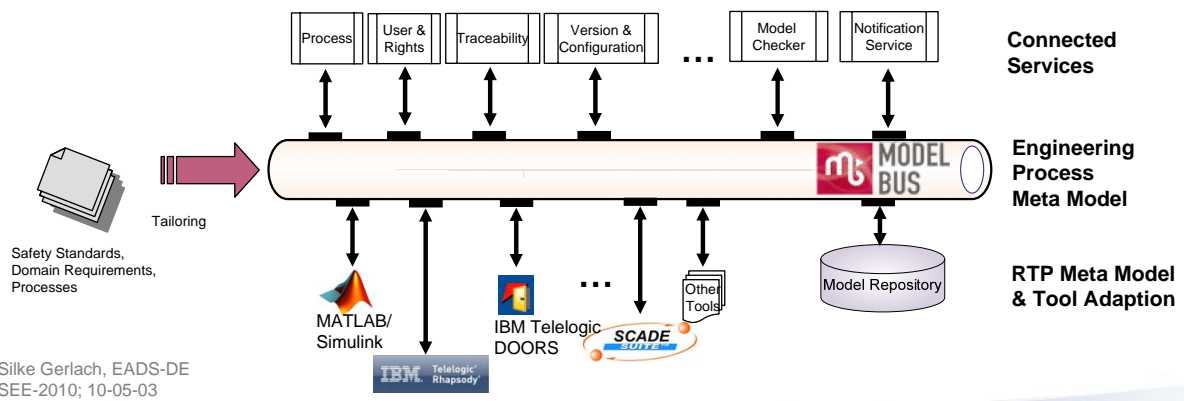 Process
User &
Rights
Traceability
Version &
Configuration
...
Model
Checker
Notification
Service
Connected
Services
MODEL
BUS
Engineering
Process
Meta Model
Tailoring
Safety Standards,
Domain Requirements,
Processes
MATLAB/
Simulink
IBM Telelogic
DOORS
...
SCADE
SUITE™
Other
Tools
Model Repository
RTP Meta Model
& Tool Adaption
IBM. Telelogic
Rhapsody
Silke Gerlach, EADS-DE
SEE-2010; 10-05-03